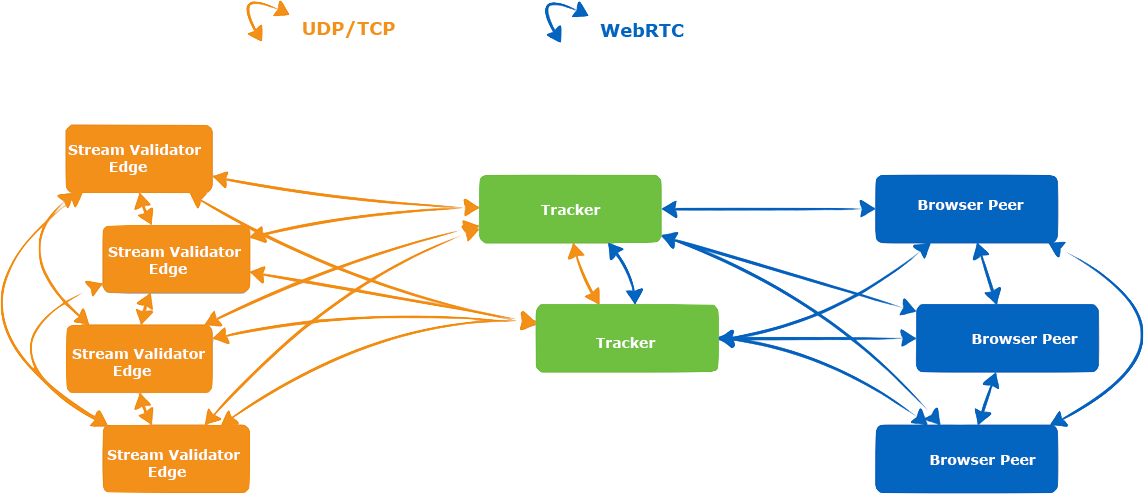 UDP/TCP
WebRTC
Stream Validator
Edge
Stream Validator
Edge
Stream Validator
Edge
Stream Validator
Edge
Tracker
Tracker
Browser Peer
Browser Peer
Browser Peer